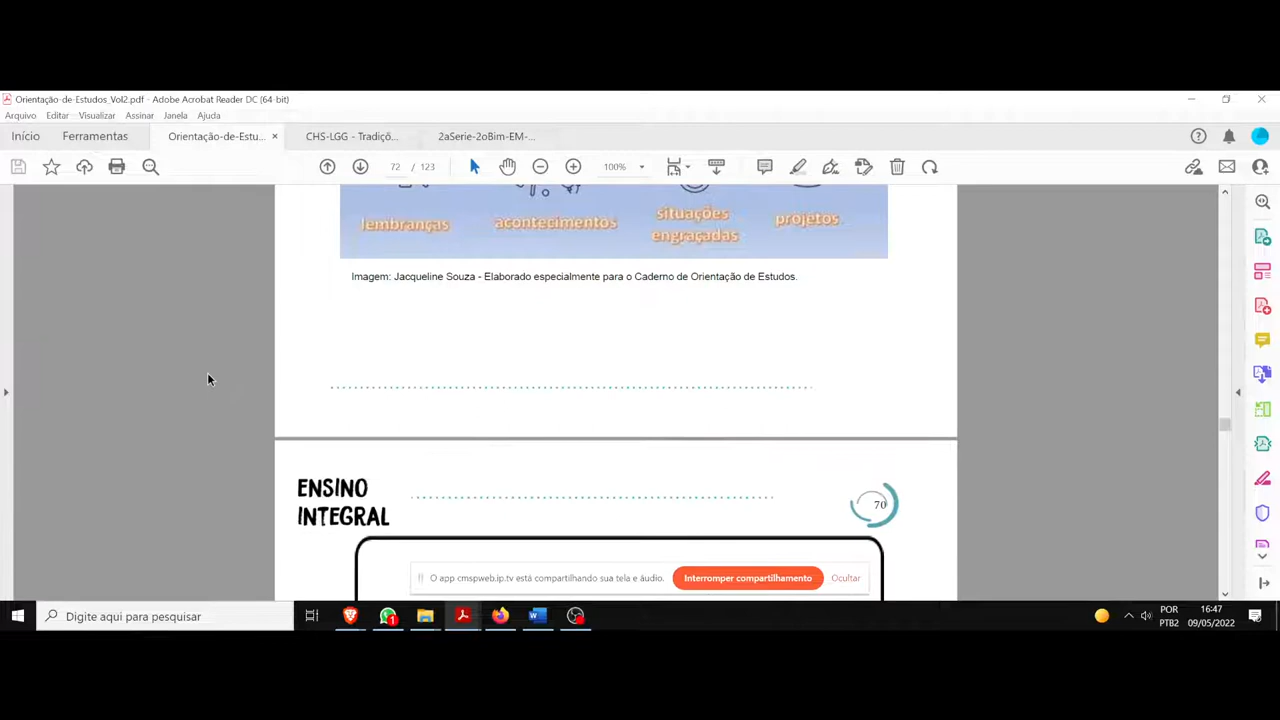 Orientação-de-Estudos_Vol2.pdf - Adobe Acrobat Reader DC (64-bit)
Arquivo Editar Visualizar Assinar Janela Ajuda
Início Ferramentas Orientação-de-Estu... × CHS-LGG - Tradiçõ... 2aSerie-2oBim-EM-...
72 / 123 100%
lembranças acontecimentos situações engraçadas projetos
Imagem: Jacqueline Souza - Elaborado especialmente para o Caderno de Orientação de Estudos.
ENSINO
INTEGRAL
70
O app cmspweb.ip.tv está compartilhando sua tela e áudio. Interromper compartilhamento Ocultar
Digite aqui para pesquisar
1
POR 16:47
PTB2 09/05/2022